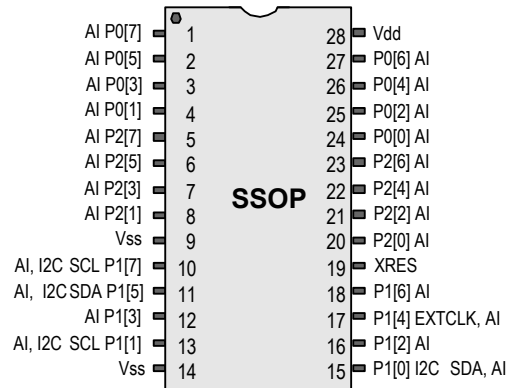 AI P0[7] 1 28 Vdd
AI P0[5] 2 27 P0[6] AI
AI P0[3] 3 26 P0[4] AI
AI P0[1] 4 25 P0[2] AI
AI P2[7] 5 24 P0[0] AI
AI P2[5] 6 23 P2[6] AI
AI P2[3] 7 SSOP 22 P2[4] AI
AI P2[1] 8 21 P2[2] AI
Vss 9 20 P2[0] AI
AI, I2C SCL P1[7] 10 19 XRES
AI, I2C SDA P1[5] 11 18 P1[6] AI
AI P1[3] 12 17 P1[4] EXTCLK, AI
AI, I2C SCL P1[1] 13 16 P1[2] AI
Vss 14 15 P1[0] I2C SDA, AI